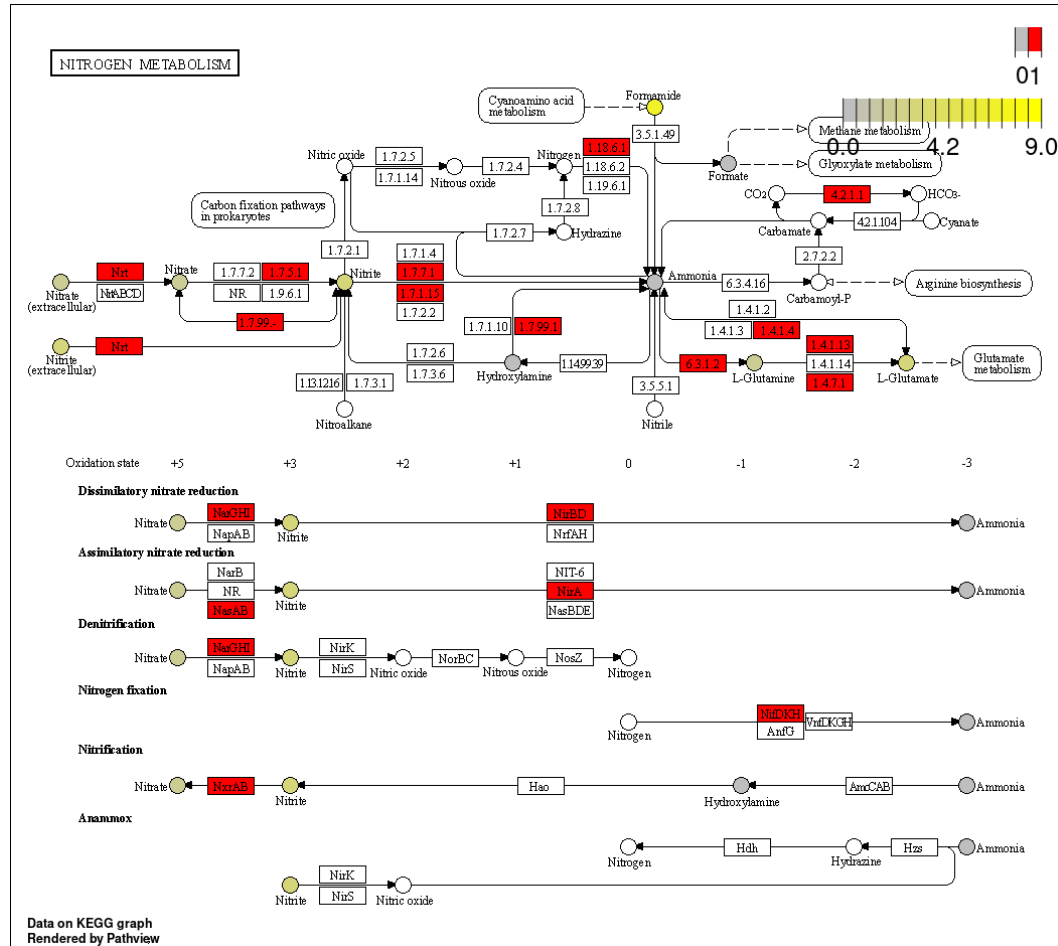 NITROGEN METABOLISM
01
0.0 4.2 9.0
Cyanoamino acid
metabolism
Formamide
3.5.1.49
Methane metabolism
Glyoxylate metabolism
Formate
Nitric oxide
1.7.2.5
1.7.1.14
Nitrous oxide
1.7.2.4
Nitrogen
1.18.6.1
1.18.6.2
1.19.6.1
1.7.2.8
Hydrazine
1.7.2.7
CO2
4.2.1.1
HCO3-
Carbamate
4.2.1.104
Cyanate
2.7.2.2
Carbon fixation pathways
in prokaryotes
1.7.2.1
Nrt
NrtABCD
Nitrate
(extracellular)
Nitrate
1.7.7.2
1.7.5.1
NR
1.9.6.1
1.7.99.-
Nitrite
1.7.1.4
1.7.7.1
1.7.1.15
1.7.2.2
Ammonia
6.3.4.16
Carbamoyl-P
Arginine biosynthesis
Nrt
Nitrite
(extracellular)
1.7.1.10
1.7.99.1
Hydroxylamine
1.14.99.39
1.7.2.6
1.7.3.6
1.13.12.16
1.7.3.1
Nitroalkane
3.5.5.1
Nitrile
1.4.1.2
1.4.1.3
1.4.1.4
6.3.1.2
L-Glutamine
1.4.1.13
1.4.1.14
1.4.7.1
L-Glutamate
Glutamate
metabolism
Oxidation state +5 +3 +2 +1 0 -1 -2 -3
Dissimilatory nitrate reduction
Nitrate
NarGHI
NapAB
Nitrite
NirBD
NrfAH
Ammonia
Assimilatory nitrate reduction
Nitrate
NarB
NR
NasAB
Nitrite
NIT-6
NirA
NasBDE
Ammonia
Denitrification
Nitrate
NarGHI
NapAB
Nitrite
NirK
NirS
Nitric oxide
NorBC
Nitrous oxide
NosZ
Nitrogen
Nitrogen fixation
Nitrogen
NifDKH
AnfG
VnfDKGH
Ammonia
Nitrification
Nitrate
NxrAB
Nitrite
Hao
Hydroxylamine
AmoCAB
Ammonia
Anammox
Nitrogen
Hdh
Hydrazine
Hzs
Ammonia
Nitrite
NirK
NirS
Nitric oxide
Data on KEGG graph
Rendered by Pathview